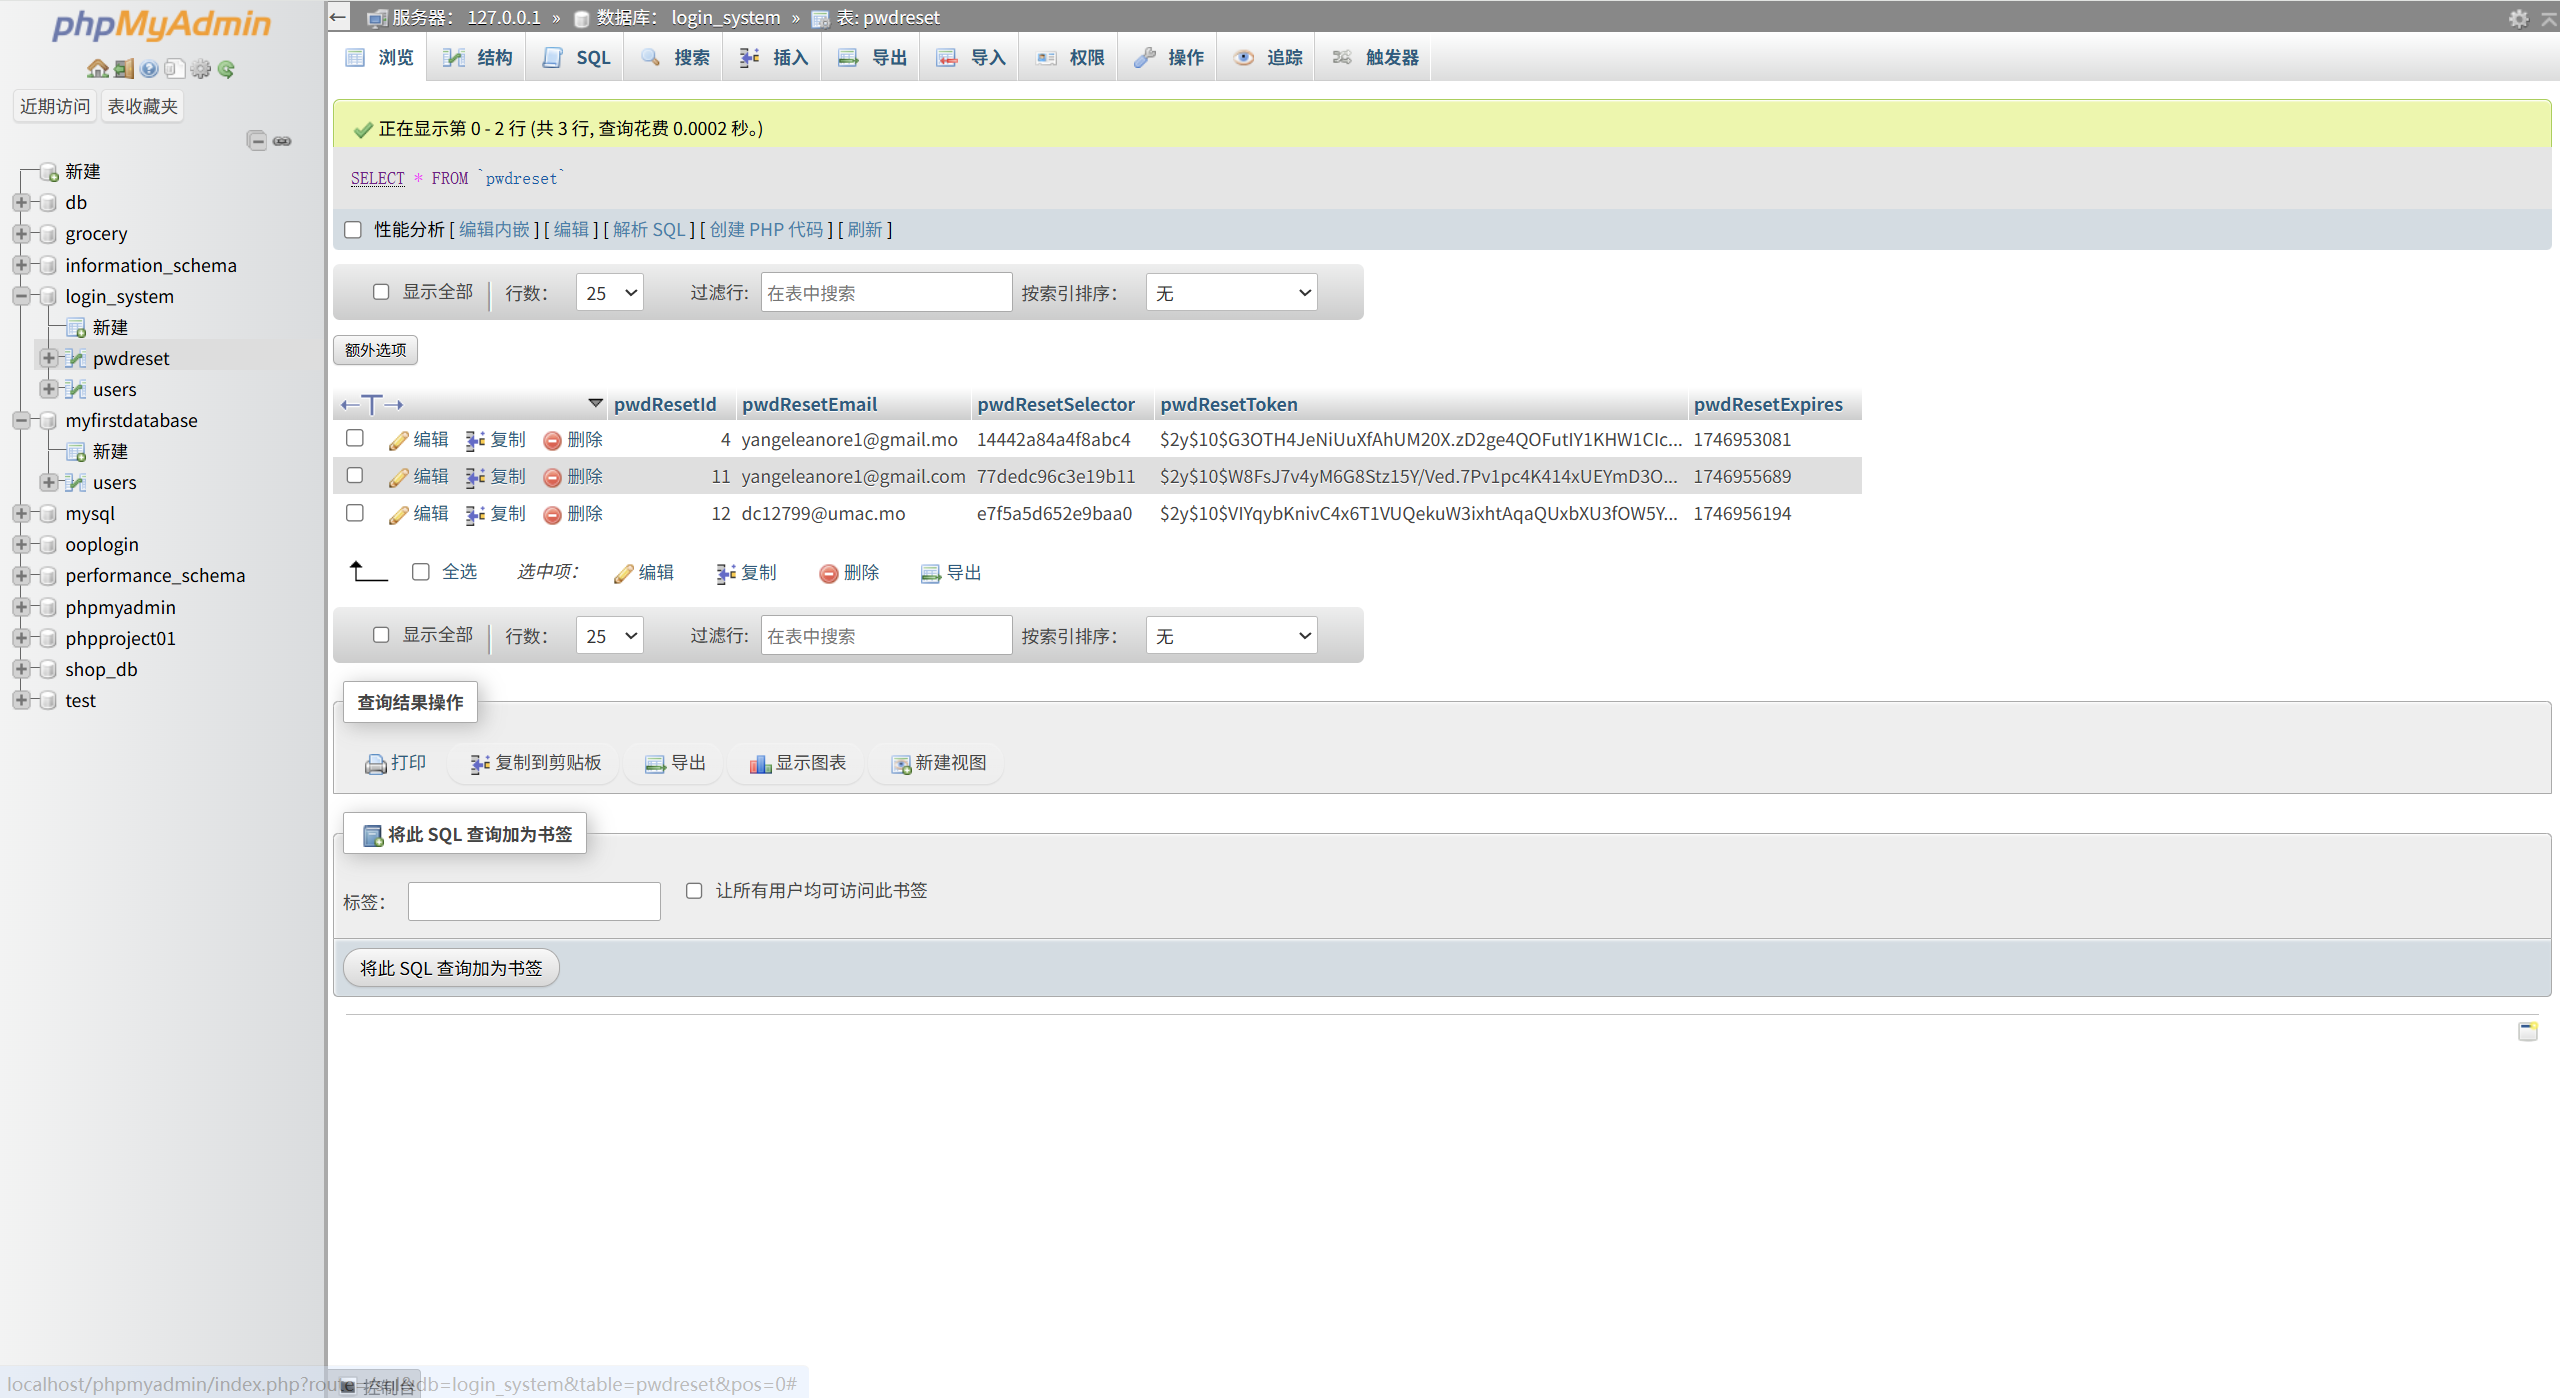 phpMyAdmin
近期访问 表收藏夹
新建
db
grocery
information_schema
login_system
新建
pwdreset
users
myfirstdatabase
新建
users
mysql
ooplogin
performance_schema
phpmyadmin
phpproject01
shop_db
test
服务器： 127.0.0.1 » 数据库： login_system » 表: pwdreset
浏览 结构 SQL 搜索 插入 导出 导入 权限 操作 追踪 触发器
正在显示第 0 - 2 行 (共 3 行, 查询花费 0.0002 秒。)
SELECT * FROM `pwdreset`
性能分析 [ 编辑内嵌 ] [ 编辑 ] [ 解析 SQL ] [ 创建 PHP 代码 ] [ 刷新 ]
显示全部 行数： 25 过滤行: 在表中搜索 按索引排序： 无
额外选项
←T→ pwdResetId pwdResetEmail pwdResetSelector pwdResetToken pwdResetExpires
编辑 复制 删除 4 yangeleanore1@gmail.mo 14442a84a4f8abc4 $2y$10$G3OTH4JeNiUuXfAhUM20X.zD2ge4QOFutIY1KHW1CIc... 1746953081
编辑 复制 删除 11 yangeleanore1@gmail.com 77dedc96c3e19b11 $2y$10$W8FsJ7v4yM6G8Stz15Y/Ved.7Pv1pc4K414xUEYmD3O... 1746955689
编辑 复制 删除 12 dc12799@umac.mo e7f5a5d652e9baa0 $2y$10$VIYqybKnivC4x6T1VUQekuW3ixhtAqaQUxbXU3fOW5Y... 1746956194
全选 选中项： 编辑 复制 删除 导出
显示全部 行数： 25 过滤行: 在表中搜索 按索引排序： 无
查询结果操作
打印 复制到剪贴板 导出 显示图表 新建视图
将此 SQL 查询加为书签
标签： 让所有用户均可访问此书签
将此 SQL 查询加为书签
控制台
localhost/phpmyadmin/index.php?route=/sql&db=login_system&table=pwdreset&pos=0#